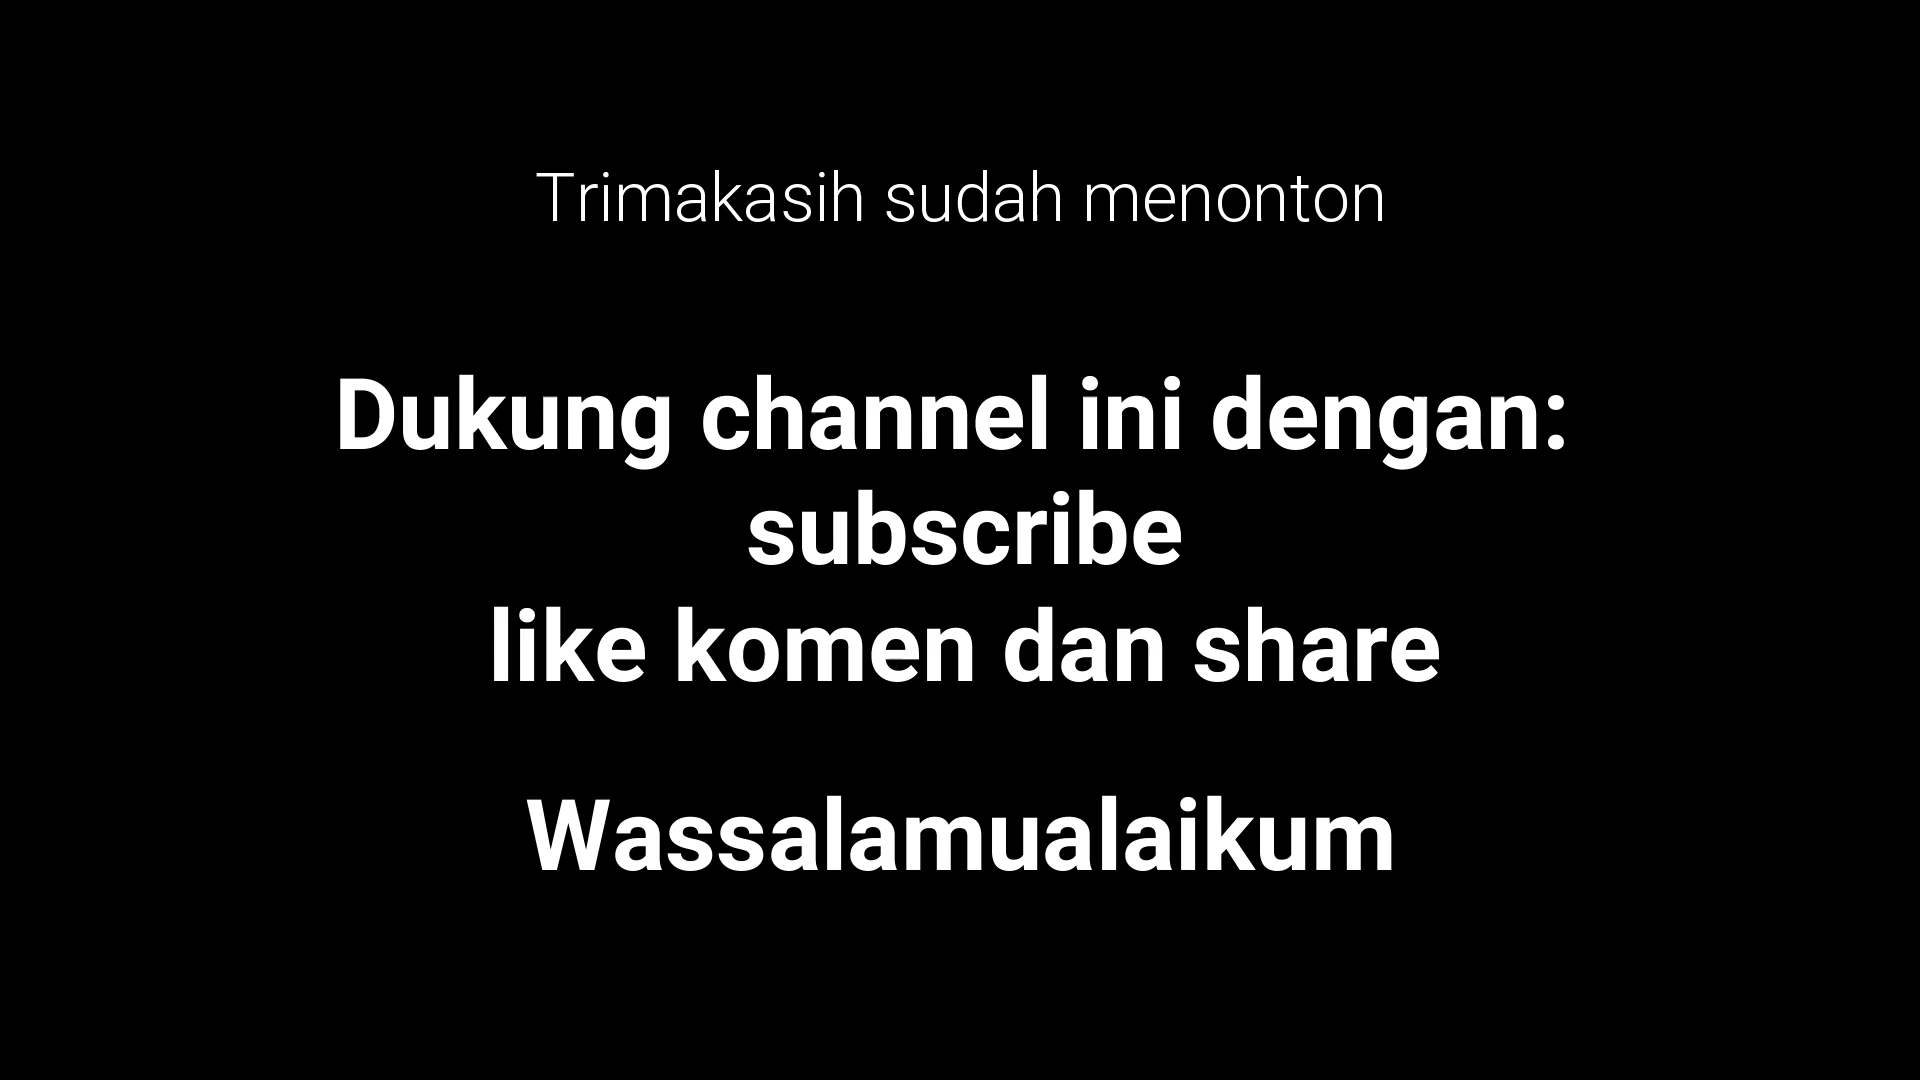 Trimakasih sudah menonton
Dukung channel ini dengan:
subscribe
like komen dan share
Wassalamualaikum